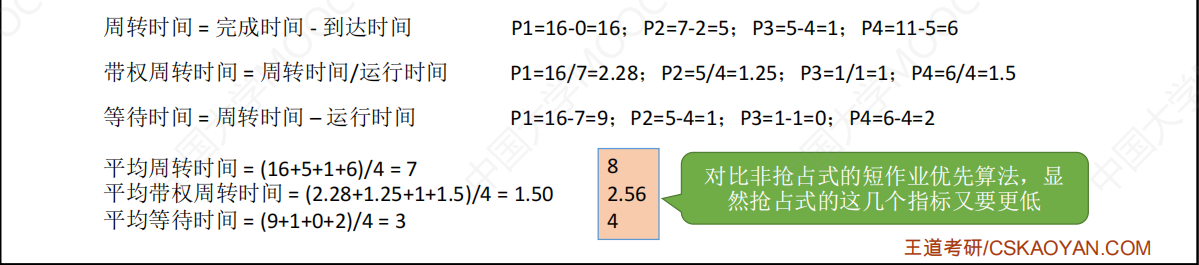 周转时间 = 完成时间 - 到达时间 P1=16-0=16；P2=7-2=5；P3=5-4=1；P4=11-5=6
带权周转时间 = 周转时间/运行时间 P1=16/7=2.28；P2=5/4=1.25；P3=1/1=1；P4=6/4=1.5
等待时间 = 周转时间 – 运行时间 P1=16-7=9；P2=5-4=1；P3=1-1=0；P4=6-4=2
平均周转时间 = (16+5+1+6)/4 = 7
平均带权周转时间 = (2.28+1.25+1+1.5)/4 = 1.50
平均等待时间 = (9+1+0+2)/4 = 3
8
2.56
4
对比非抢占式的短作业优先算法，显
然抢占式的这几个指标又要更低
王道考研/CSKAOYAN.COM
中国大学MOOC